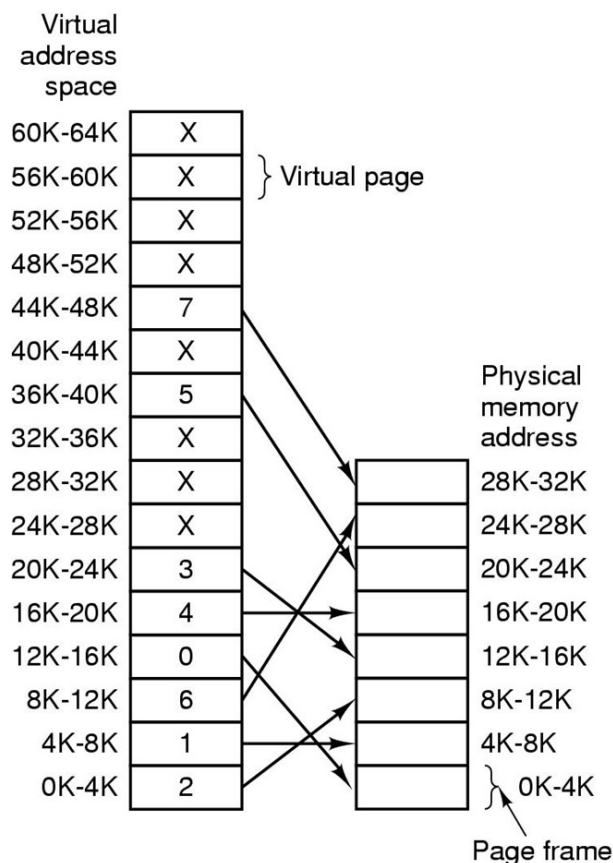 Virtual
address
space
60K-64K X
56K-60K X Virtual page
52K-56K X
48K-52K X
44K-48K 7
40K-44K X
36K-40K 5
32K-36K X
28K-32K X
24K-28K X
20K-24K 3
16K-20K 4
12K-16K 0
8K-12K 6
4K-8K 1
0K-4K 2
Physical
memory
address
28K-32K
24K-28K
20K-24K
16K-20K
12K-16K
8K-12K
4K-8K
0K-4K
Page frame